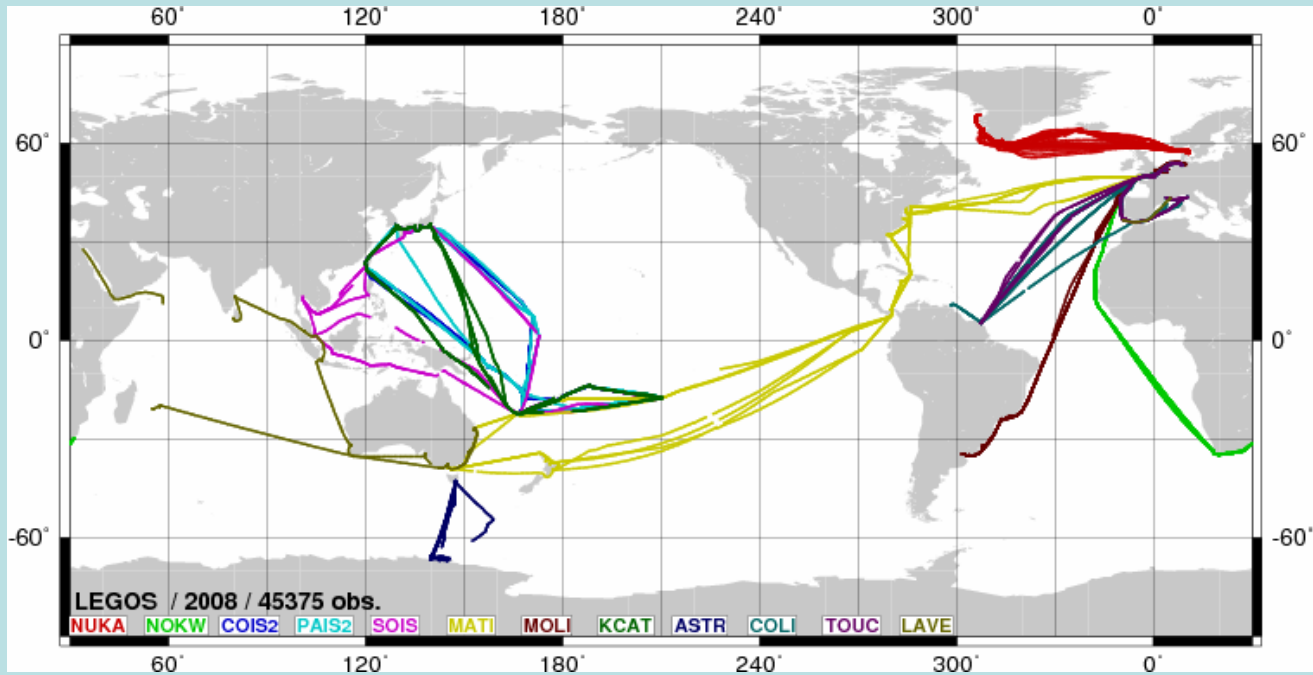 60° 120° 180° 240° 300° 0°
60° 60°
0° 0°
-60° -60°
LEGOS / 2008 / 45375 obs.
NUKA NOKW COIS2 PAIS2 SOIS MATI MOLI KCAT ASTR COLI TOUC LAVE
60° 120° 180° 240° 300° 0°